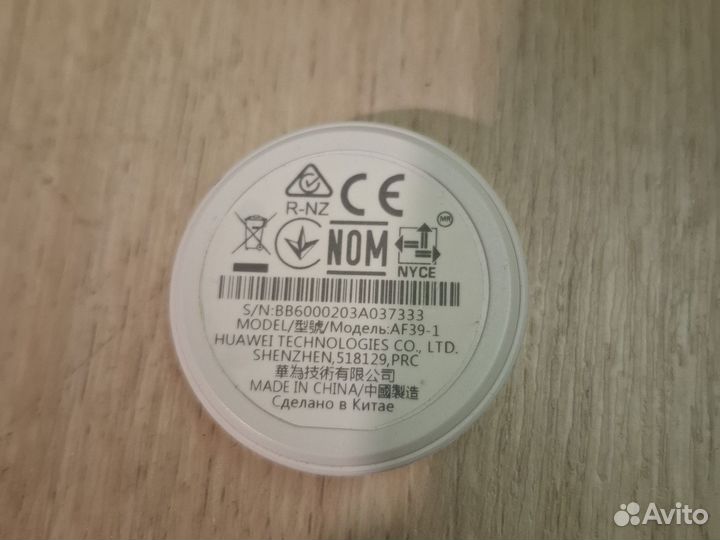 CE
R-NZ
NOM
MR
NYCE
S/N:BB6000203A037333
MODEL/型號/Модель:AF39-1
HUAWEI TECHNOLOGIES CO., LTD.
SHENZHEN,518129,PRC
華為技術有限公司
MADE IN CHINA/中國製造
Сделано в Китае
Avito